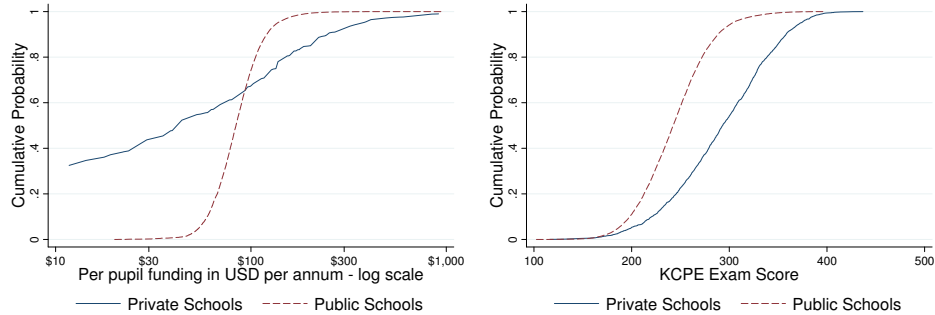 Cumulative Probability
0 .2 .4 .6 .8 1
$10 $30 $100 $300 $1,000
Per pupil funding in USD per annum - log scale
Private Schools Public Schools
Cumulative Probability
0 .2 .4 .6 .8 1
100 200 300 400 500
KCPE Exam Score
Private Schools Public Schools